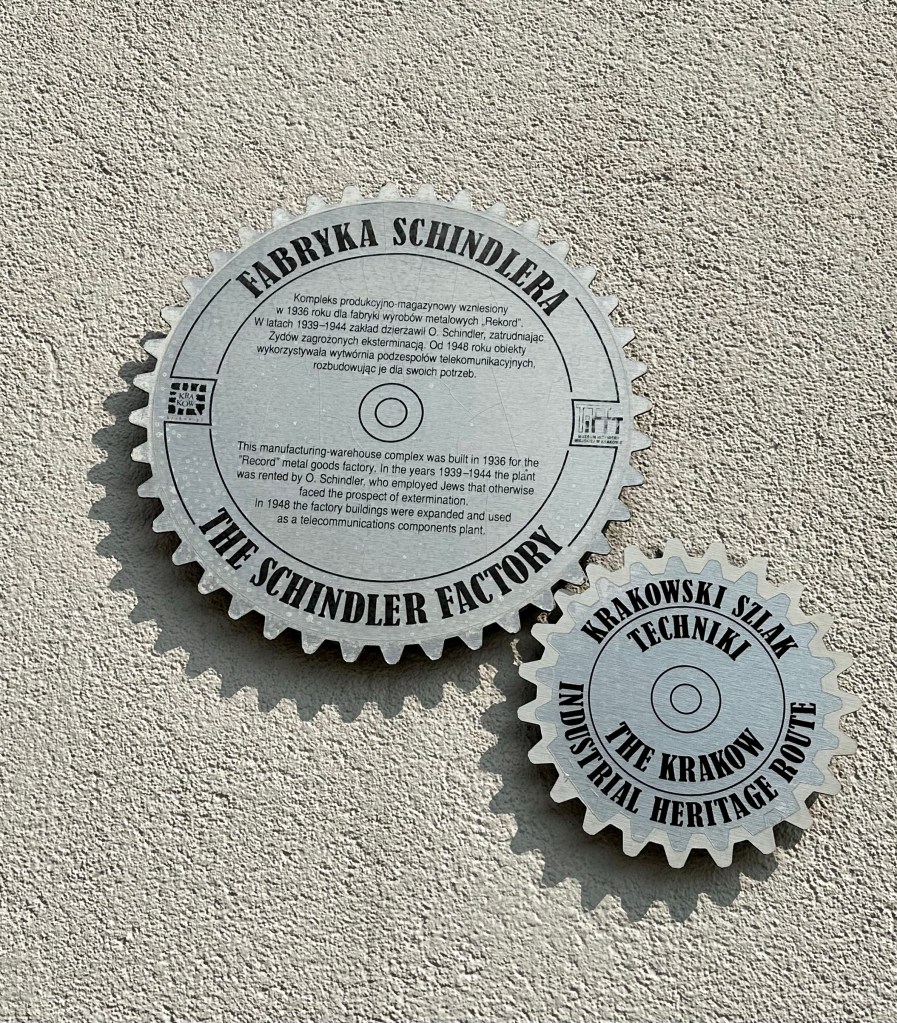 FABRYKA SCHINDLERA
Kompleks produkcyjno-magazynowy wzniesiony
w 1936 roku dla fabryki wyrobów metalowych „Rekord".
W latach 1939–1944 zakład dzierżawił O. Schindler, zatrudniając
Żydów zagrożonych eksterminacją. Od 1948 roku obiekty
wykorzystywała wytwórnia podzespołów telekomunikacyjnych,
rozbudowując je dla swoich potrzeb.
KRA
KÓW
This manufacturing-warehouse complex was built in 1936 for the
"Record" metal goods factory. In the years 1939–1944 the plant
was rented by O. Schindler, who employed Jews that otherwise
faced the prospect of extermination.
In 1948 the factory buildings were expanded and used
as a telecommunications components plant.
THE SCHINDLER FACTORY
KRAKOWSKI SZLAK
TECHNIKI
THE KRAKOW
INDUSTRIAL HERITAGE ROUTE